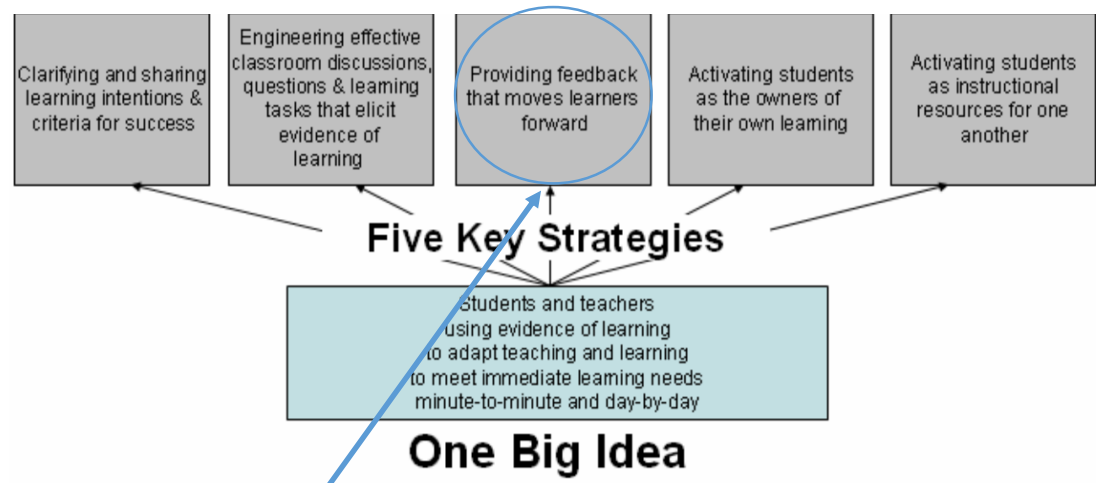 Clarifying and sharing
learning intentions &
criteria for success
Engineering effective
classroom discussions,
questions & learning
tasks that elicit
evidence of
learning
Providing feedback
that moves learners
forward
Activating students
as the owners of
their own learning
Activating students
as instructional
resources for one
another
Five Key Strategies
Students and teachers
using evidence of learning
to adapt teaching and learning
to meet immediate learning needs
minute-to-minute and day-by-day
One Big Idea